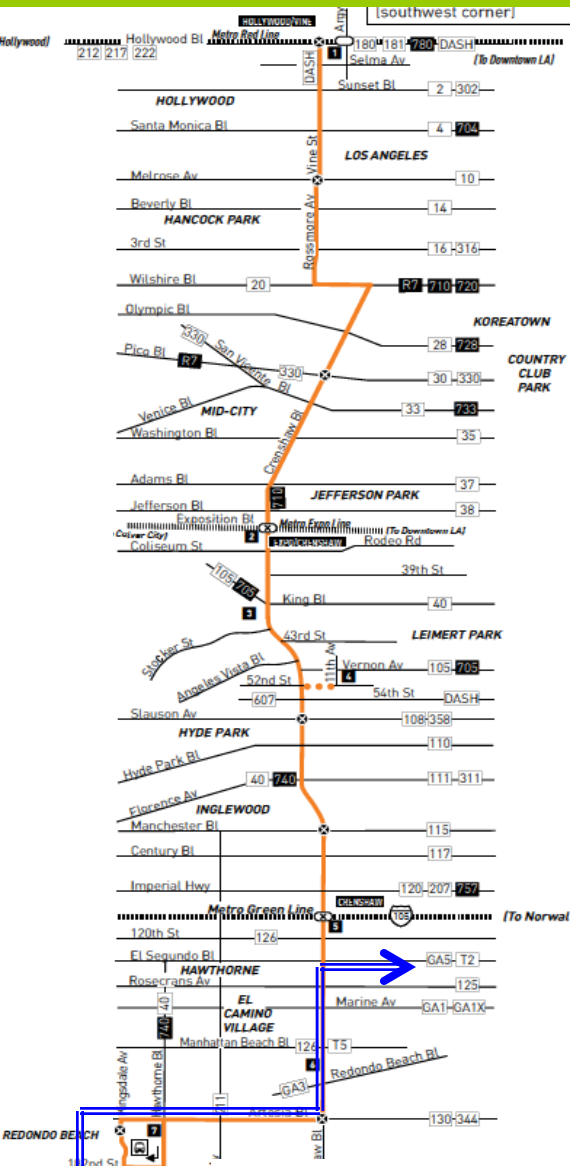 [southwest corner]
HOLLYWOOD/VINE
Hollywood]
Hollywood Bl
Metro Red Line
Argy
180 181 780 DASH
212 217 222
1
Selma Av
[To Downtown LA]
DASH
Sunset Bl
2 302
HOLLYWOOD
Santa Monica Bl
4 704
Vine St
LOS ANGELES
Melrose Av
10
Beverly Bl
14
HANCOCK PARK
Rossmore Av
3rd St
16 316
Wilshire Bl
20
R7 710 720
Olympic Bl
KOREATOWN
330
San Vicente Bl
28 728
Pico Bl
R7
330
COUNTRY
CLUB
PARK
30 330
Venice Bl
MID-CITY
33 733
Washington Bl
Crenshaw Bl
35
Adams Bl
37
710
JEFFERSON PARK
Jefferson Bl
38
Exposition Bl
Metro Expo Line
[To Downtown LA]
Culver City]
2
EXPO/CRENSHAW
Rodeo Rd
Coliseum St
105 705
39th St
King Bl
40
3
43rd St
LEIMERT PARK
Stocker St
11th Av
Angeles Vista Bl
Vernon Av
105 705
4
52nd St
54th St
607
DASH
Slauson Av
108 358
HYDE PARK
110
Hyde Park Bl
40 740
111 311
Florence Av
INGLEWOOD
Manchester Bl
115
Century Bl
117
Imperial Hwy
120 207 757
CRENSHAW
Metro Green Line
105
[To Norwal
5
120th St
126
El Segundo Bl
GA5 T2
HAWTHORNE
Rosecrans Av
125
40
740
EL
CAMINO
VILLAGE
Marine Av
GA1 GA1X
Manhattan Beach Bl
126 T5
Redondo Beach Bl
6
Kingsdale Av
Hawthorne Bl
GA3
211
Artesia Bl
130 344
REDONDO BEACH
7
aw Bl
182nd St